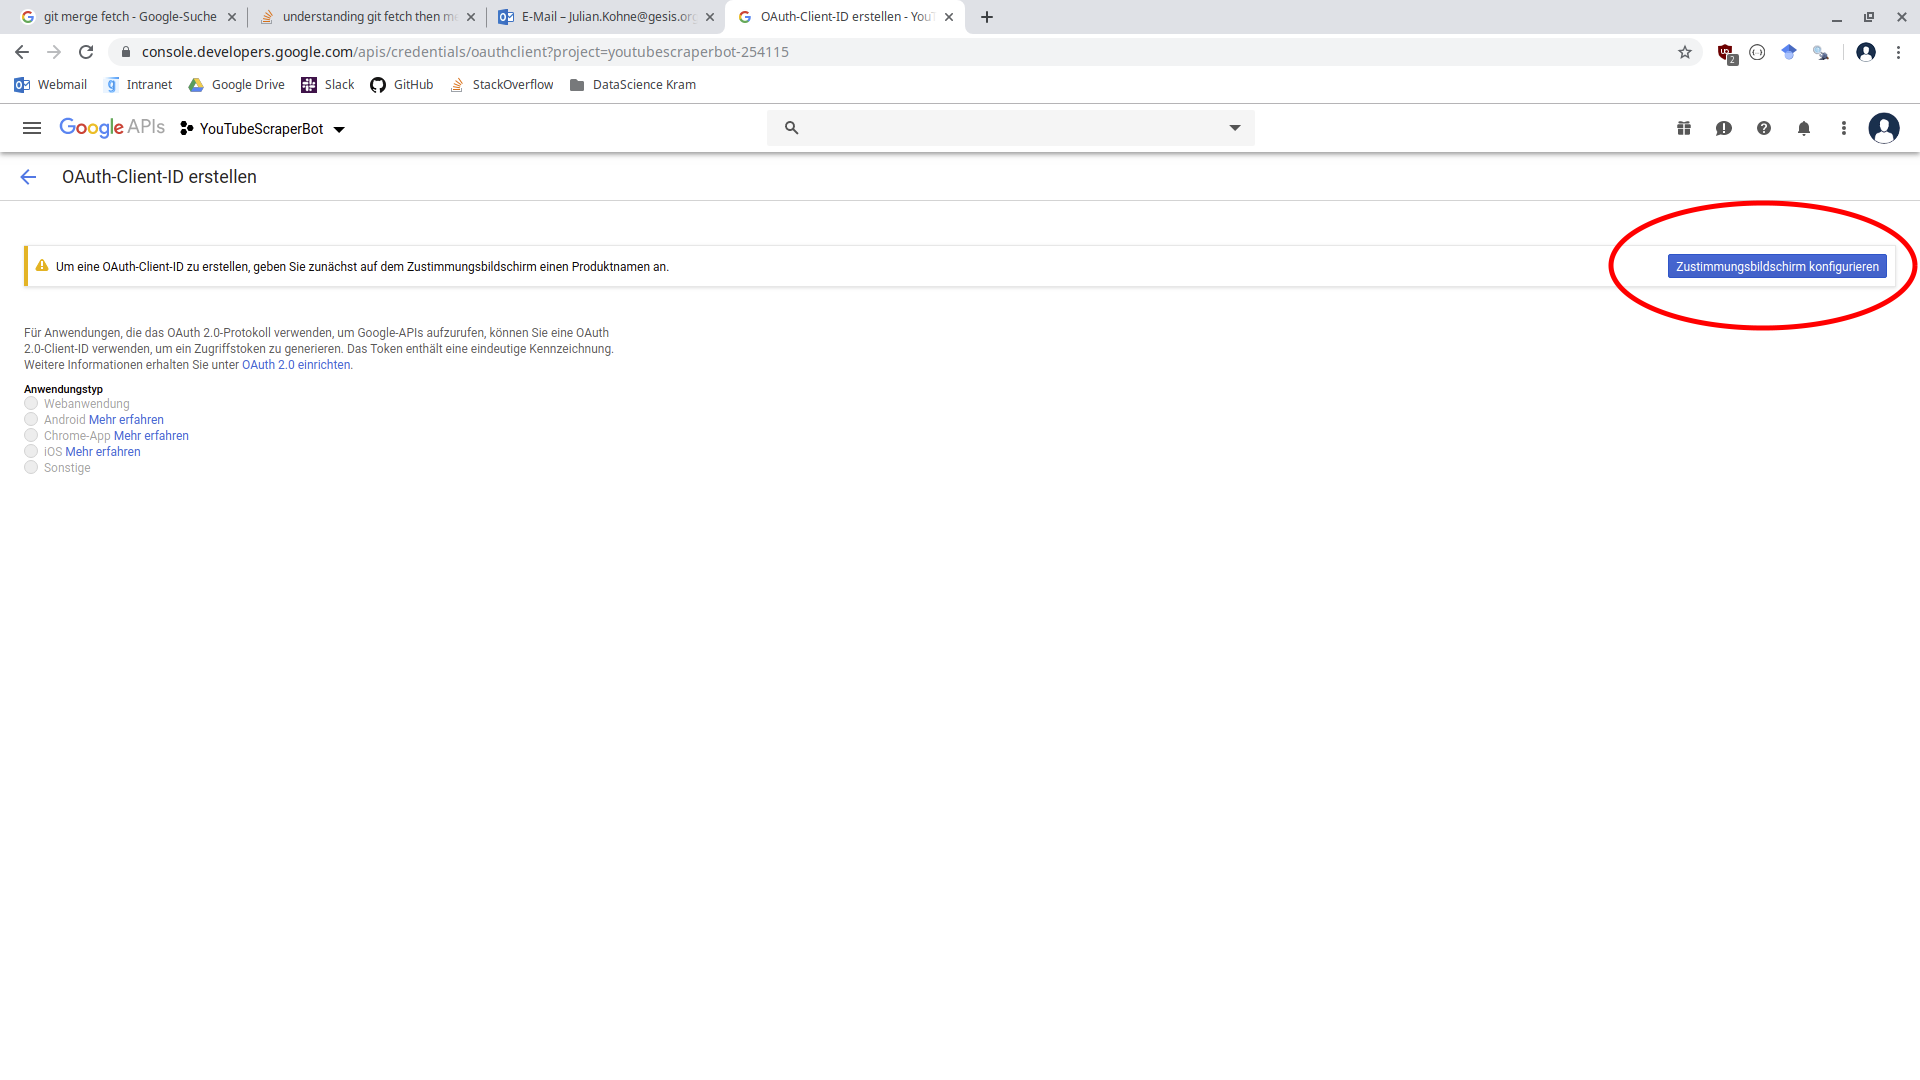 git merge fetch - Google-Suche
understanding git fetch then me
E-Mail – Julian.Kohne@gesis.org
OAuth-Client-ID erstellen - YouT
console.developers.google.com/apis/credentials/oauthclient?project=youtubescraperbot-254115
2
Webmail
Intranet
Google Drive
Slack
GitHub
StackOverflow
DataScience Kram
Google APIs
YouTubeScraperBot
OAuth-Client-ID erstellen
Um eine OAuth-Client-ID zu erstellen, geben Sie zunächst auf dem Zustimmungsbildschirm einen Produktnamen an.
Zustimmungsbildschirm konfigurieren
Für Anwendungen, die das OAuth 2.0-Protokoll verwenden, um Google-APIs aufzurufen, können Sie eine OAuth
2.0-Client-ID verwenden, um ein Zugriffstoken zu generieren. Das Token enthält eine eindeutige Kennzeichnung.
Weitere Informationen erhalten Sie unter OAuth 2.0 einrichten.
Anwendungstyp
Webanwendung
Android Mehr erfahren
Chrome-App Mehr erfahren
iOS Mehr erfahren
Sonstige